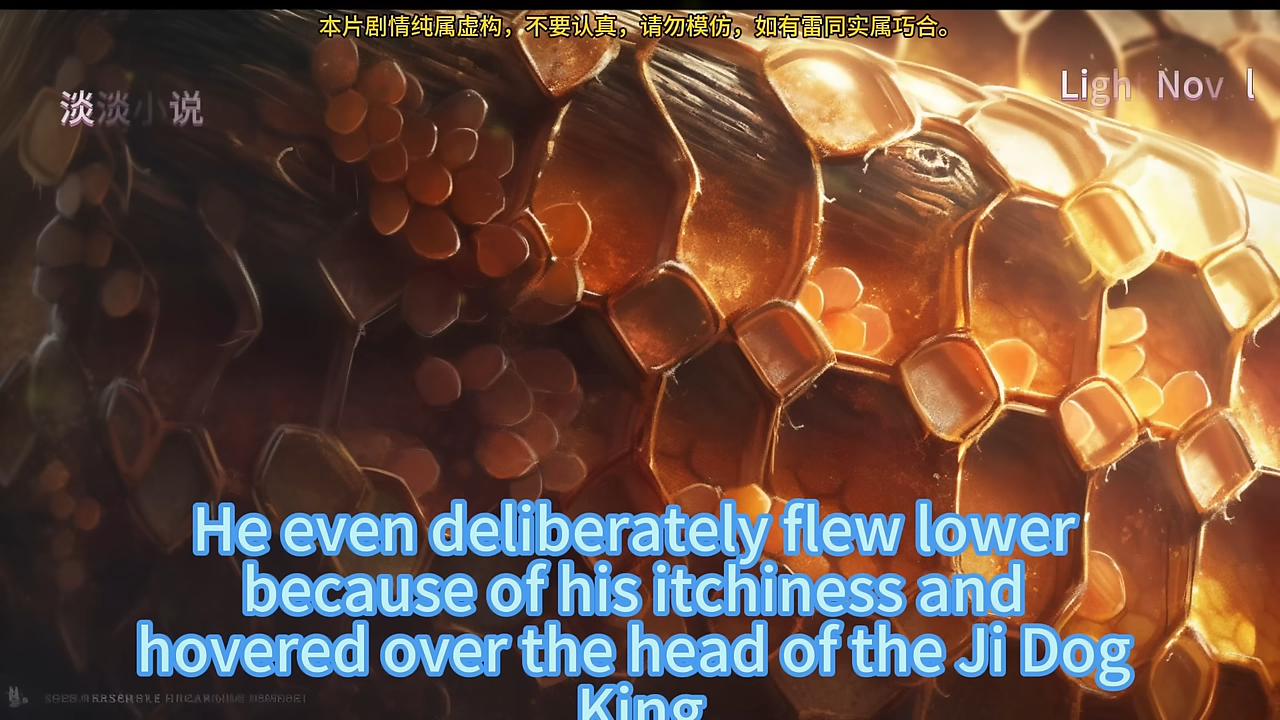 本片剧情纯属虚构，不要认真，请勿模仿，如有雷同实属巧合。
淡淡小说
Light Nov l
He even deliberately flew lower
because of his itchiness and
hovered over the head of the Ji Dog
King